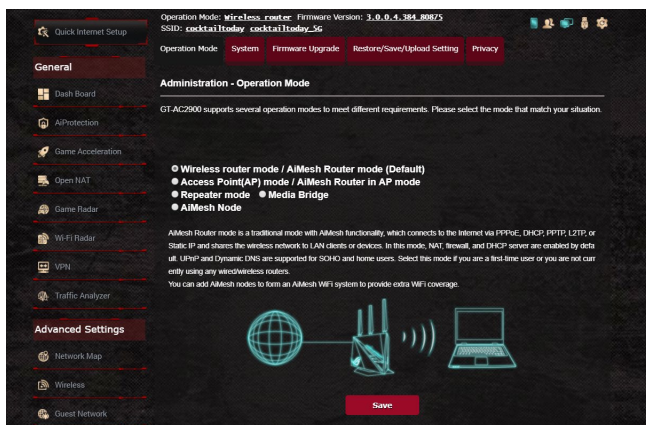 Quick Internet Setup
Operation Mode: Wireless router Firmware Version: 3.0.0.4.384_80875
SSID: cocktailtoday cocktailtoday_5G
Operation Mode System Firmware Upgrade Restore/Save/Upload Setting Privacy
General
Dash Board
AiProtection
Game Acceleration
Open NAT
Game Radar
Wi-Fi Radar
VPN
Traffic Analyzer
Advanced Settings
Network Map
Wireless
Guest Network
Administration - Operation Mode
GT-AC2900 supports several operation modes to meet different requirements. Please select the mode that match your situation.
Wireless router mode / AiMesh Router mode (Default)
Access Point(AP) mode / AiMesh Router in AP mode
Repeater mode Media Bridge
AiMesh Node
AiMesh Router mode is a traditional mode with AiMesh functionality, which connects to the Internet via PPPoE, DHCP, PPTP, L2TP, or
Static IP and shares the wireless network to LAN clients or devices. In this mode, NAT, firewall, and DHCP server are enabled by defa
ult. UPnP and Dynamic DNS are supported for SOHO and home users. Select this mode if you are a first-time user or you are not curr
ently using any wired/wireless routers.
You can add AiMesh nodes to form an AiMesh WiFi system to provide extra WiFi coverage.
Save